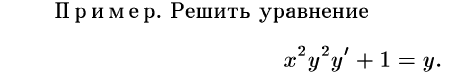 Пример. Решить уравнение
x²y²y′ + 1 = y.